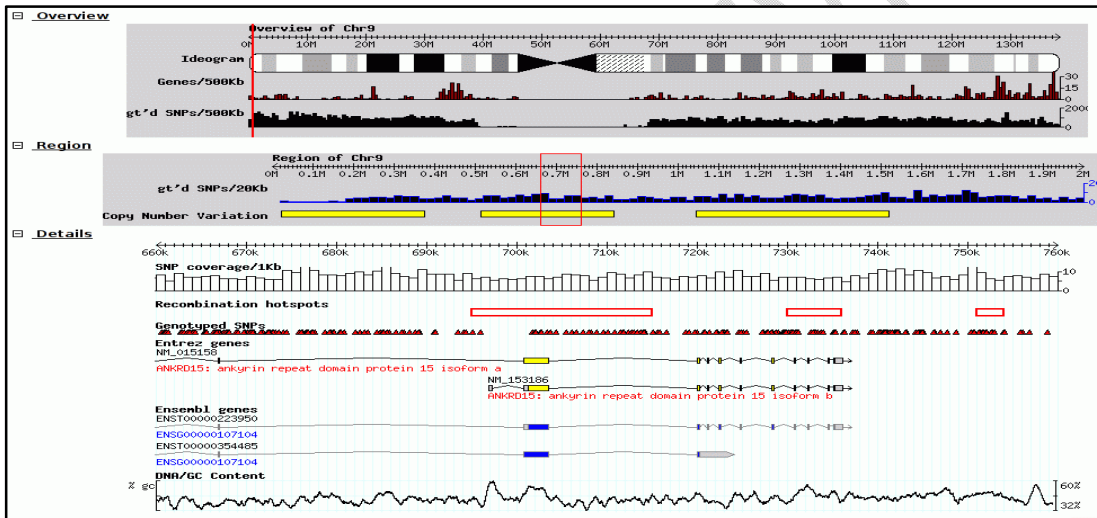 Overview
Overview of Chr9
0M 10M 20M 30M 40M 50M 60M 70M 80M 90M 100M 110M 120M 130M
Ideogram
Genes/500Kb
30
15
0
gt'd SNPs/500Kb
2000
0
Region
Region of Chr9
0M 0.1M 0.2M 0.3M 0.4M 0.5M 0.6M 0.7M 0.8M 0.9M 1M 1.1M 1.2M 1.3M 1.4M 1.5M 1.6M 1.7M 1.8M 1.9M 2M
gt'd SNPs/20Kb
0
Copy Number Variation
Details
660k 670k 680k 690k 700k 710k 720k 730k 740k 750k 760k
SNP coverage/1Kb
10
0
Recombination hotspots
Genotyped SNPs
Entrez genes
NM_015158
ANKRD15: ankyrin repeat domain protein 15 isoform a
NM_153186
ANKRD15: ankyrin repeat domain protein 15 isoform b
Ensembl genes
ENST00000223950
ENSG00000107104
ENST00000354485
ENSG00000107104
DNA/GC Content
% gc
60%
32%